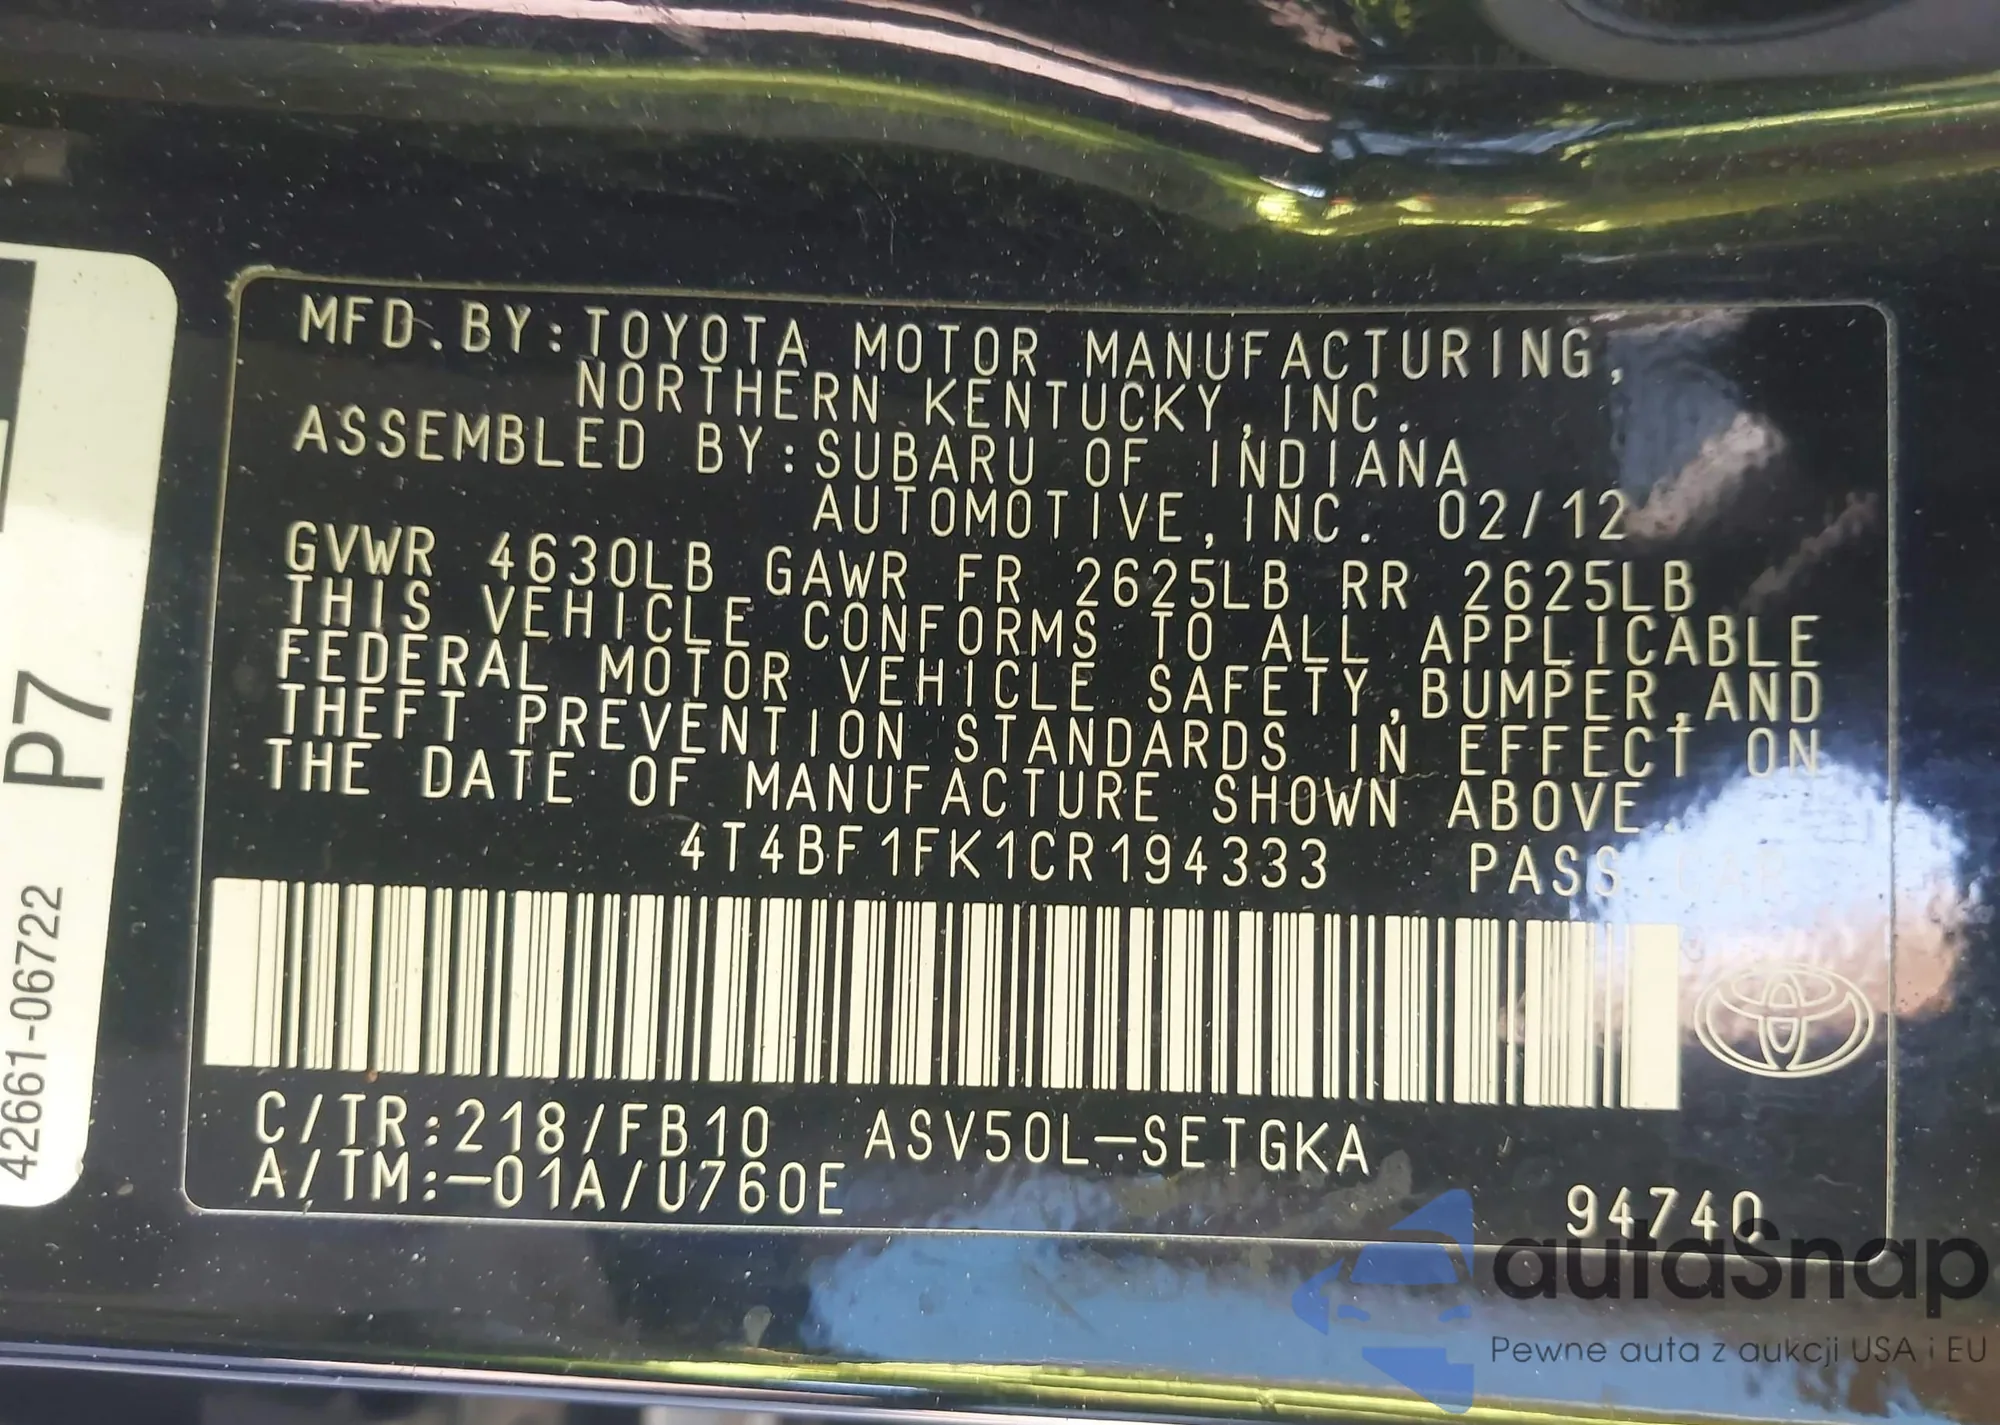 MFD.BY:TOYOTA MOTOR MANUFACTURING,
NORTHERN KENTUCKY,INC.
ASSEMBLED BY:SUBARU OF INDIANA
AUTOMOTIVE,INC. 02/12
GVWR 4630LB GAWR FR 2625LB RR 2625LB
THIS VEHICLE CONFORMS TO ALL APPLICABLE
FEDERAL MOTOR VEHICLE SAFETY,BUMPER,AND
THEFT PREVENTION STANDARDS IN EFFECT ON
THE DATE OF MANUFACTURE SHOWN ABOVE.
4T4BF1FK1CR194333 PASS CAR
C/TR:218/FB10 ASV50L-SETGKA
A/TM:-01A/U760E
94740
P7
42661-06722
autaSnap
Pewne auta z aukcji USA i EU